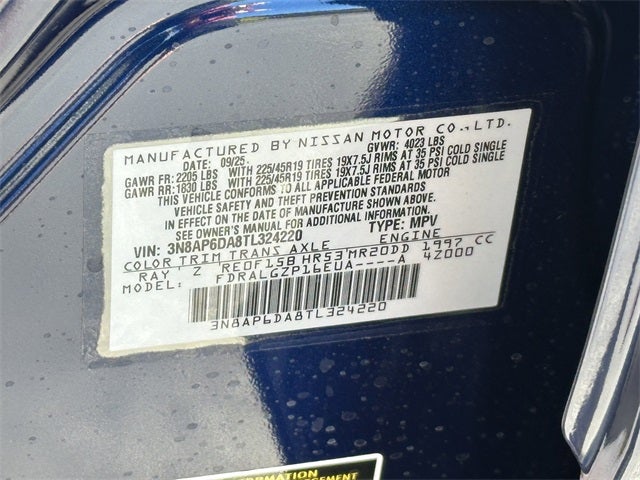 MANUFACTURED BY NISSAN MOTOR CO.,LTD.
DATE: 09/25 GVWR: 4023 LBS
GAWR FR: 2205 LBS WITH 225/45R19 TIRES 19X7.5J RIMS AT 35 PSI COLD SINGLE
GAWR RR: 1830 LBS WITH 225/45R19 TIRES 19X7.5J RIMS AT 35 PSI COLD SINGLE
THIS VEHICLE CONFORMS TO ALL APPLICABLE FEDERAL MOTOR
VEHICLE SAFETY AND THEFT PREVENTION STANDARDS
IN EFFECT ON THE DATE OF MANUFACTURE SHOWN ABOVE.
SEE OWNER'S MANUAL FOR ADDITIONAL INFORMATION.
VIN: 3N8AP6DA8TL324220 TYPE: MPV
COLOR TRIM TRANS AXLE ENGINE
RAY Z RE0F15B HR53 MR20DD 1997 CC
MODEL: FDRALGZP16EUA----A 4Z000
3N8AP6DA8TL324220